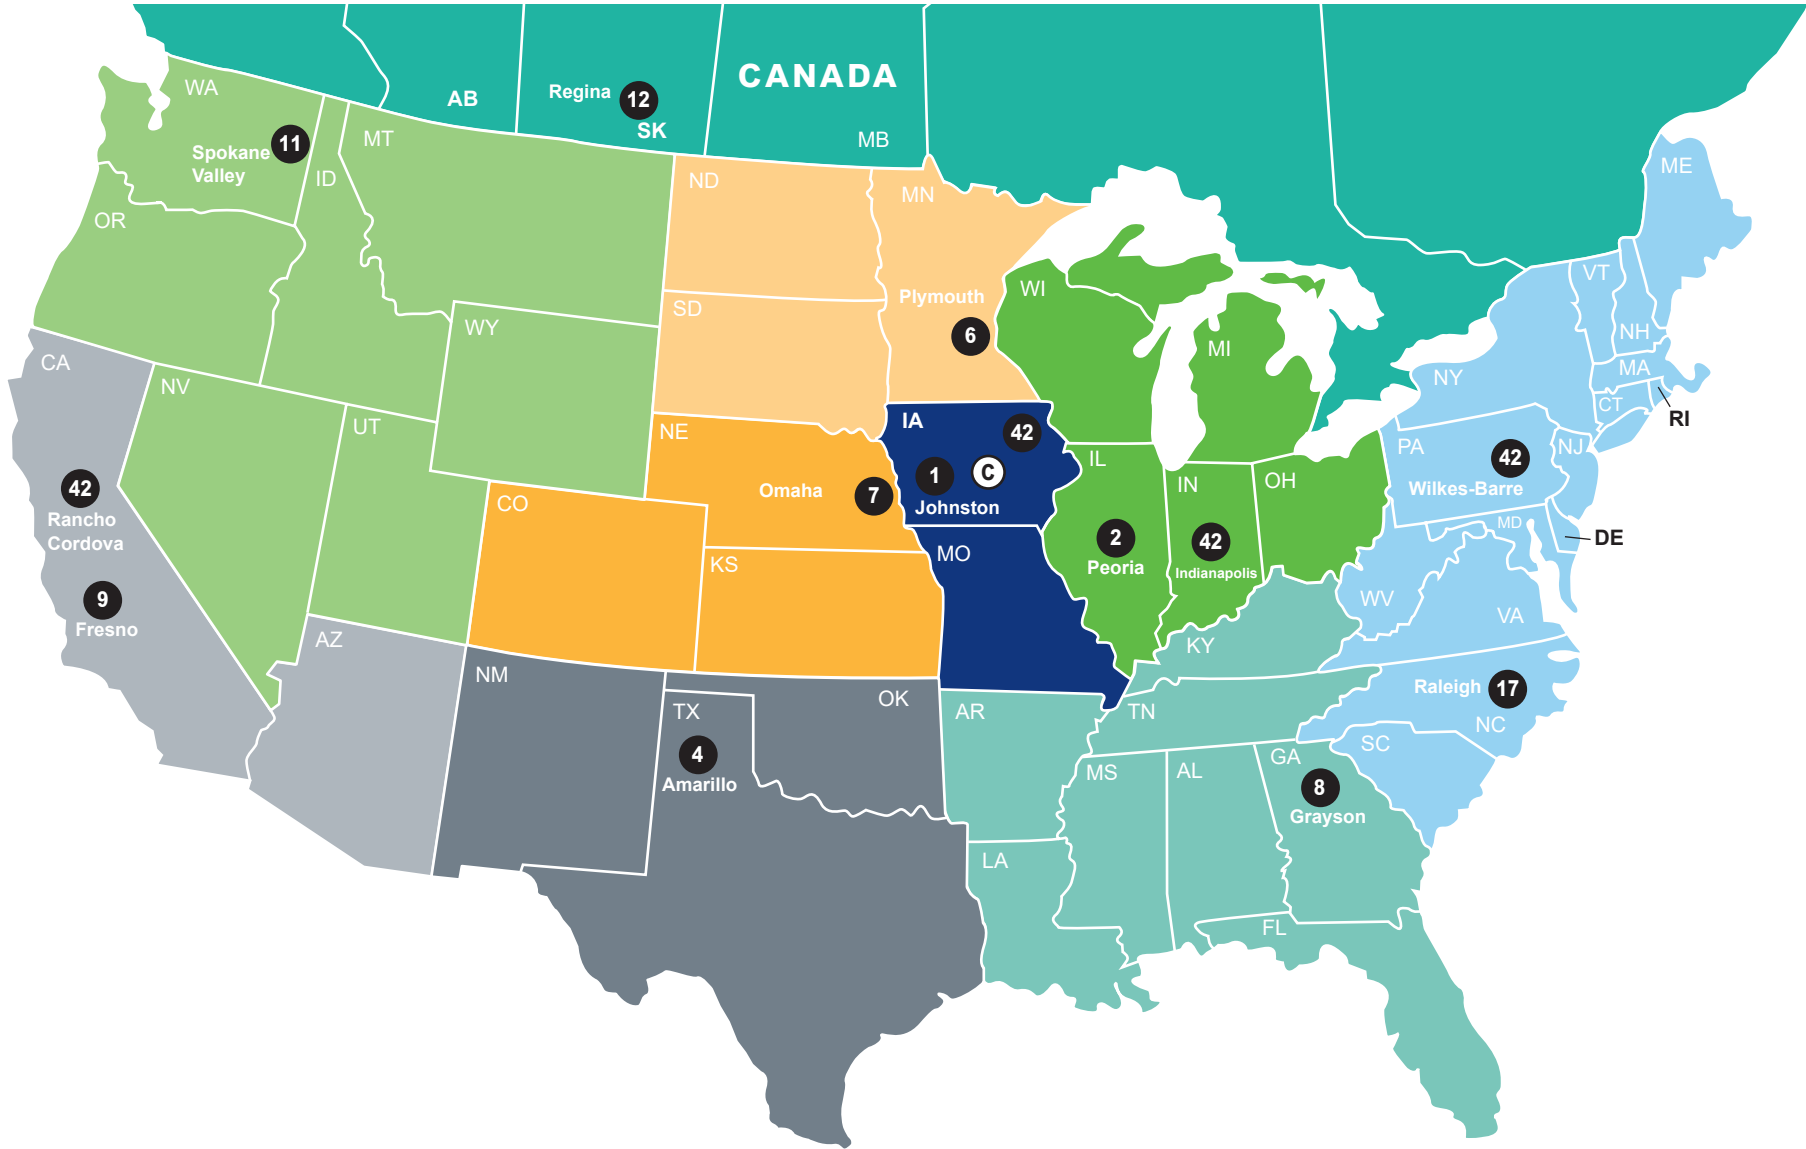 CANADA
AB
Regina
12
SK
MB
WA
11
Spokane
Valley
ID
MT
ND
MN
ME
OR
WY
SD
Plymouth
6
WI
MI
VT
NH
NY
MA
CT
RI
CA
NV
UT
NE
IA
42
Omaha
7
1
C
Johnston
IL
IN
OH
PA
42
Wilkes-Barre
NJ
MD
DE
42
Rancho
Cordova
9
Fresno
CO
KS
MO
2
Peoria
42
Indianapolis
WV
VA
KY
AZ
NM
OK
TX
4
Amarillo
AR
TN
Raleigh
17
NC
SC
MS
AL
GA
8
Grayson
LA
FL